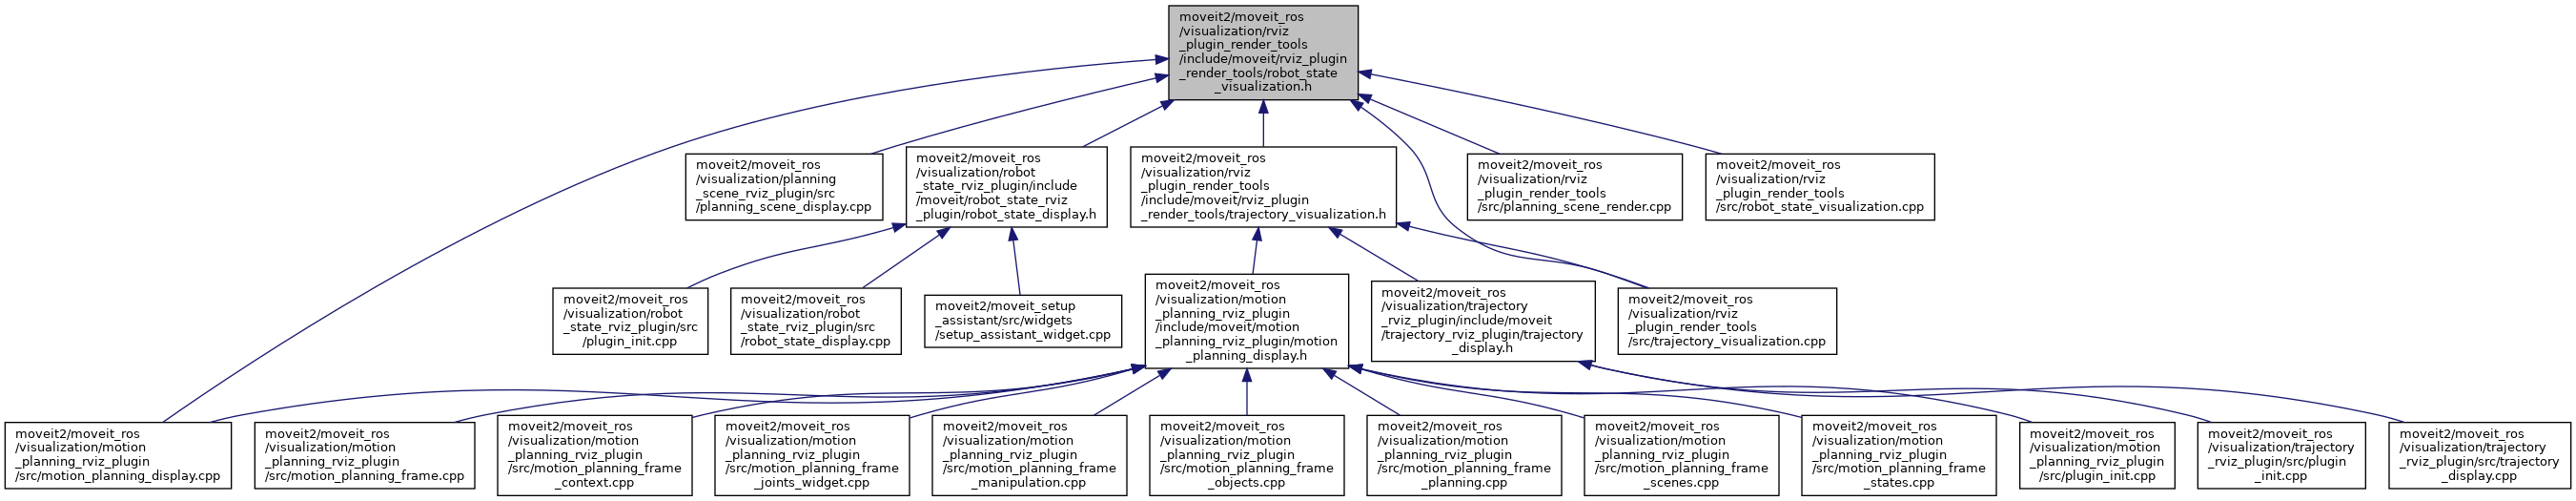 moveit2/moveit_ros
/visualization/rviz
_plugin_render_tools
/include/moveit/rviz_plugin
_render_tools/robot_state
_visualization.h
moveit2/moveit_ros
/visualization/planning
_scene_rviz_plugin/src
/planning_scene_display.cpp
moveit2/moveit_ros
/visualization/robot
_state_rviz_plugin/include
/moveit/robot_state_rviz
_plugin/robot_state_display.h
moveit2/moveit_ros
/visualization/rviz
_plugin_render_tools
/include/moveit/rviz_plugin
_render_tools/trajectory_visualization.h
moveit2/moveit_ros
/visualization/rviz
_plugin_render_tools
/src/planning_scene_render.cpp
moveit2/moveit_ros
/visualization/rviz
_plugin_render_tools
/src/robot_state_visualization.cpp
moveit2/moveit_ros
/visualization/robot
_state_rviz_plugin/src
/plugin_init.cpp
moveit2/moveit_ros
/visualization/robot
_state_rviz_plugin/src
/robot_state_display.cpp
moveit2/moveit_setup
_assistant/src/widgets
/setup_assistant_widget.cpp
moveit2/moveit_ros
/visualization/motion
_planning_rviz_plugin
/include/moveit/motion
_planning_rviz_plugin/motion
_planning_display.h
moveit2/moveit_ros
/visualization/trajectory
_rviz_plugin/include/moveit
/trajectory_rviz_plugin/trajectory
_display.h
moveit2/moveit_ros
/visualization/rviz
_plugin_render_tools
/src/trajectory_visualization.cpp
moveit2/moveit_ros
/visualization/motion
_planning_rviz_plugin
/src/motion_planning_display.cpp
moveit2/moveit_ros
/visualization/motion
_planning_rviz_plugin
/src/motion_planning_frame.cpp
moveit2/moveit_ros
/visualization/motion
_planning_rviz_plugin
/src/motion_planning_frame
_context.cpp
moveit2/moveit_ros
/visualization/motion
_planning_rviz_plugin
/src/motion_planning_frame
_joints_widget.cpp
moveit2/moveit_ros
/visualization/motion
_planning_rviz_plugin
/src/motion_planning_frame
_manipulation.cpp
moveit2/moveit_ros
/visualization/motion
_planning_rviz_plugin
/src/motion_planning_frame
_objects.cpp
moveit2/moveit_ros
/visualization/motion
_planning_rviz_plugin
/src/motion_planning_frame
_planning.cpp
moveit2/moveit_ros
/visualization/motion
_planning_rviz_plugin
/src/motion_planning_frame
_scenes.cpp
moveit2/moveit_ros
/visualization/motion
_planning_rviz_plugin
/src/motion_planning_frame
_states.cpp
moveit2/moveit_ros
/visualization/motion
_planning_rviz_plugin
/src/plugin_init.cpp
moveit2/moveit_ros
/visualization/trajectory
_rviz_plugin/src/plugin
_init.cpp
moveit2/moveit_ros
/visualization/trajectory
_rviz_plugin/src/trajectory
_display.cpp